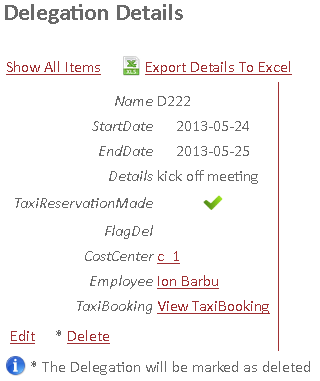 Delegation Details
Show All Items Export Details To Excel
Name D222
StartDate 2013-05-24
EndDate 2013-05-25
Details kick off meeting
TaxiReservationMade
FlagDel
CostCenter c_1
Employee Ion Barbu
TaxiBooking View TaxiBooking
Edit * Delete
* The Delegation will be marked as deleted